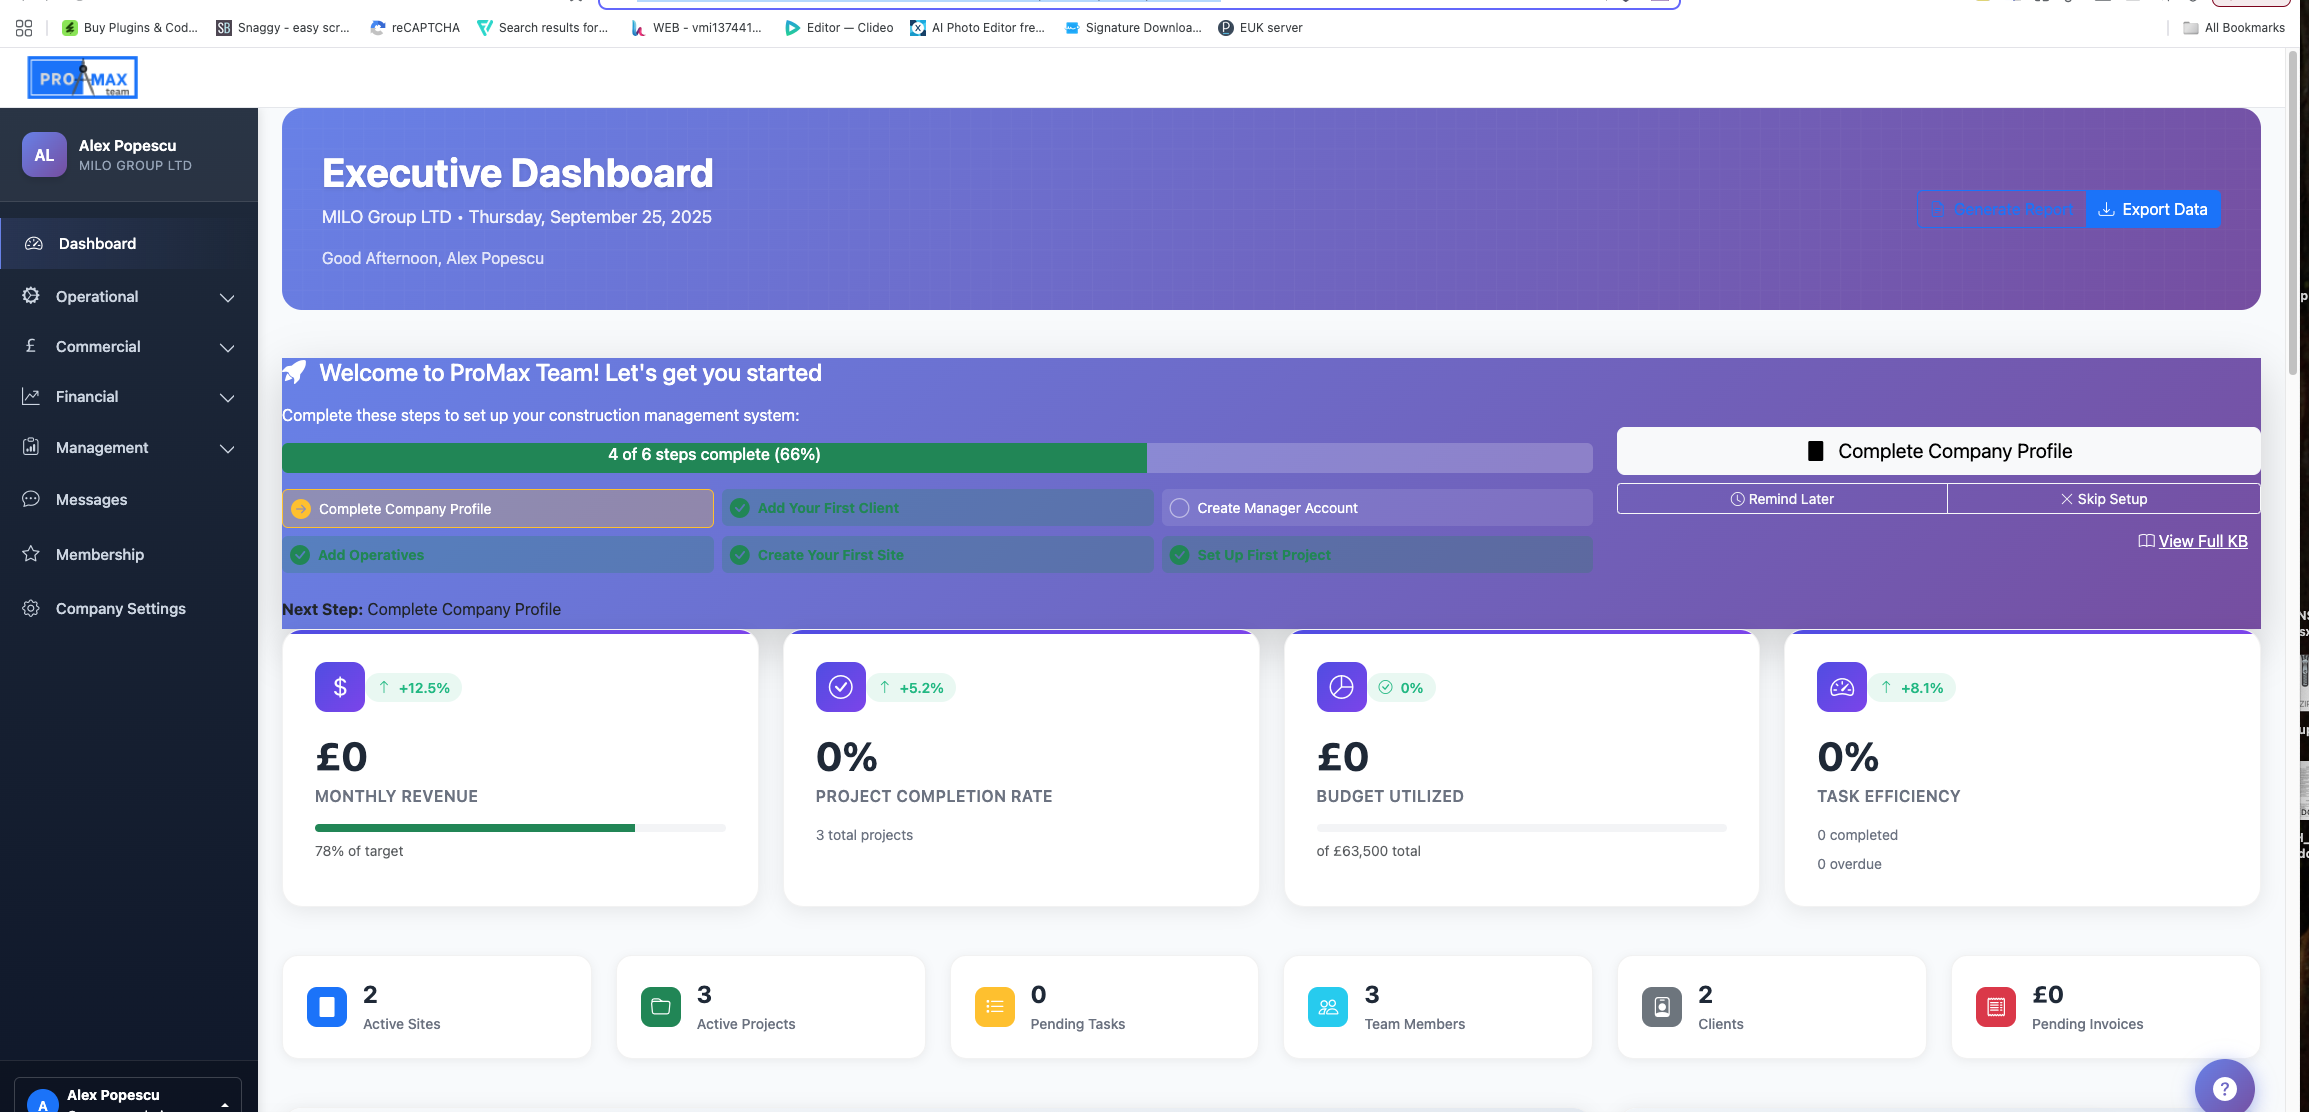 Buy Plugins & Cod...
SB Snaggy - easy scr...
reCAPTCHA
Search results for...
WEB - vmi137441...
Editor — Clideo
AI Photo Editor fre...
Signature Downloa...
EUK server
All Bookmarks
PRO MAX
team
AL
Alex Popescu
MILO GROUP LTD
Dashboard
Operational
£ Commercial
Financial
Management
Messages
Membership
Company Settings
A
Alex Popescu
Executive Dashboard
MILO Group LTD • Thursday, September 25, 2025
Good Afternoon, Alex Popescu
Generate Report
Export Data
Welcome to ProMax Team! Let's get you started
Complete these steps to set up your construction management system:
4 of 6 steps complete (66%)
Complete Company Profile
Add Your First Client
Create Manager Account
Add Operatives
Create Your First Site
Set Up First Project
Next Step: Complete Company Profile
Complete Company Profile
Remind Later
Skip Setup
View Full KB
$
+12.5%
£0
MONTHLY REVENUE
78% of target
+5.2%
0%
PROJECT COMPLETION RATE
3 total projects
0%
£0
BUDGET UTILIZED
of £63,500 total
+8.1%
0%
TASK EFFICIENCY
0 completed
0 overdue
2
Active Sites
3
Active Projects
0
Pending Tasks
3
Team Members
2
Clients
£0
Pending Invoices
?